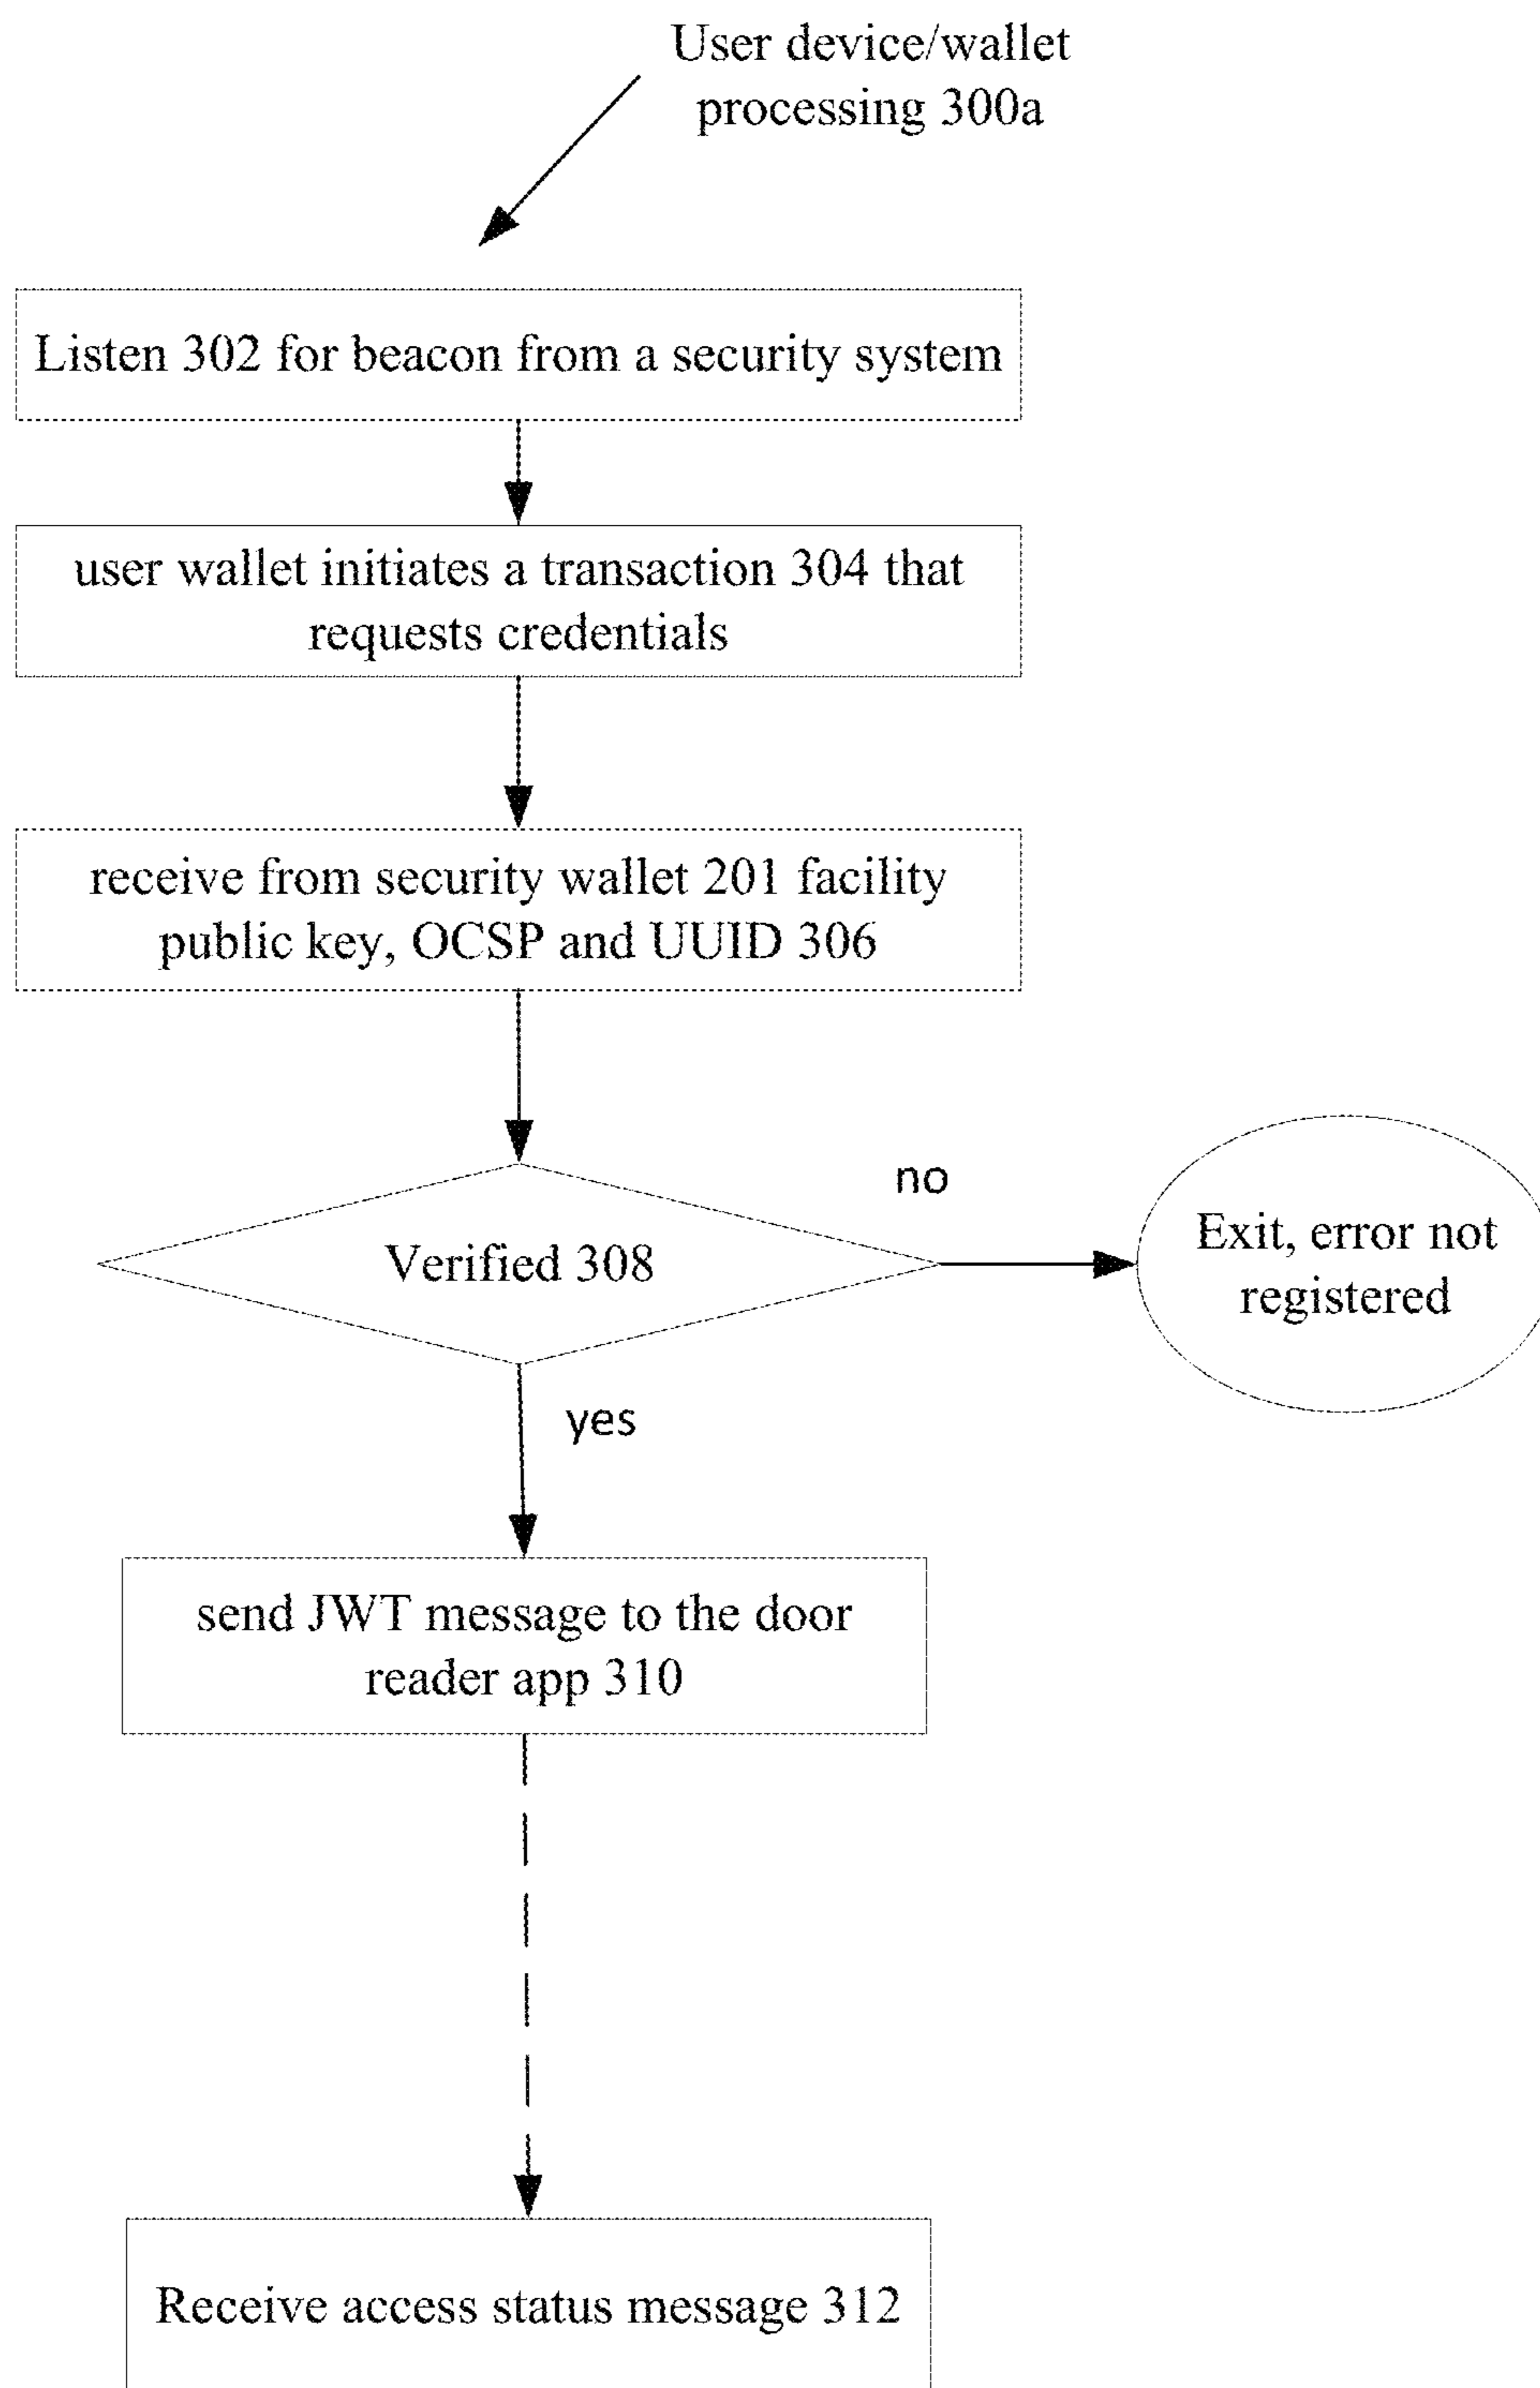 User device/wallet
processing 300a
Listen 302 for beacon from a security system
user wallet initiates a transaction 304 that
requests credentials
receive from security wallet 201 facility
public key, OCSP and UUID 306
no
Verified 308
Exit, error not
registered
yes
send JWT message to the door
reader app 310
Receive access status message 312